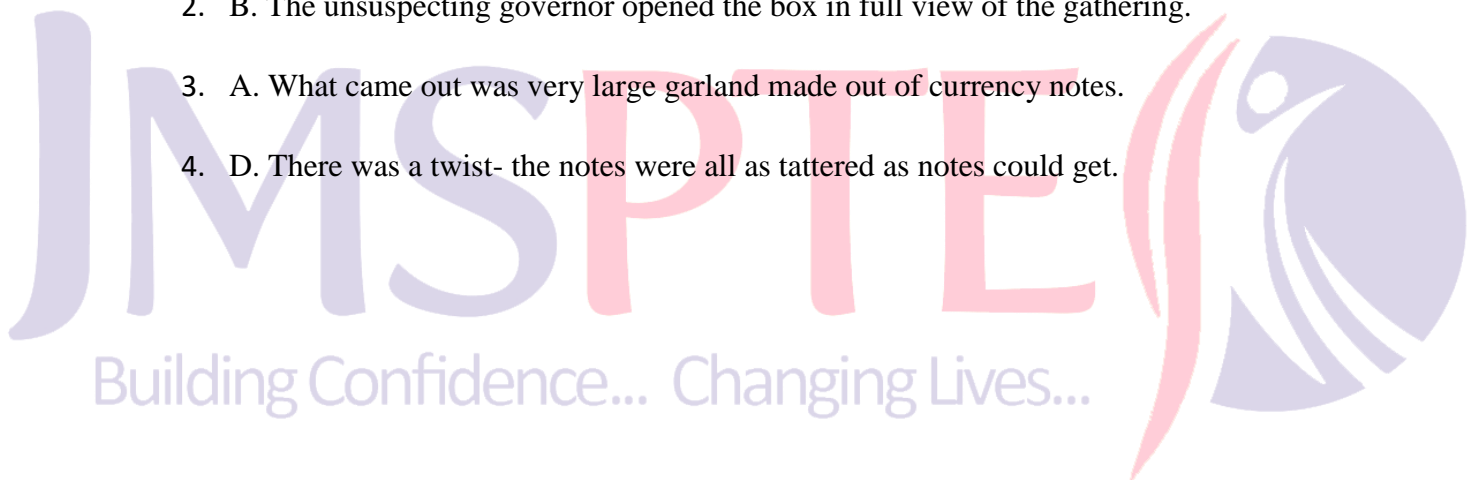 2. B. The unsuspecting governor opened the box in full view of the gathering.
3. A. What came out was very large garland made out of currency notes.
4. D. There was a twist- the notes were all as tattered as notes could get.
JMSPTE
Building Confidence... Changing Lives...